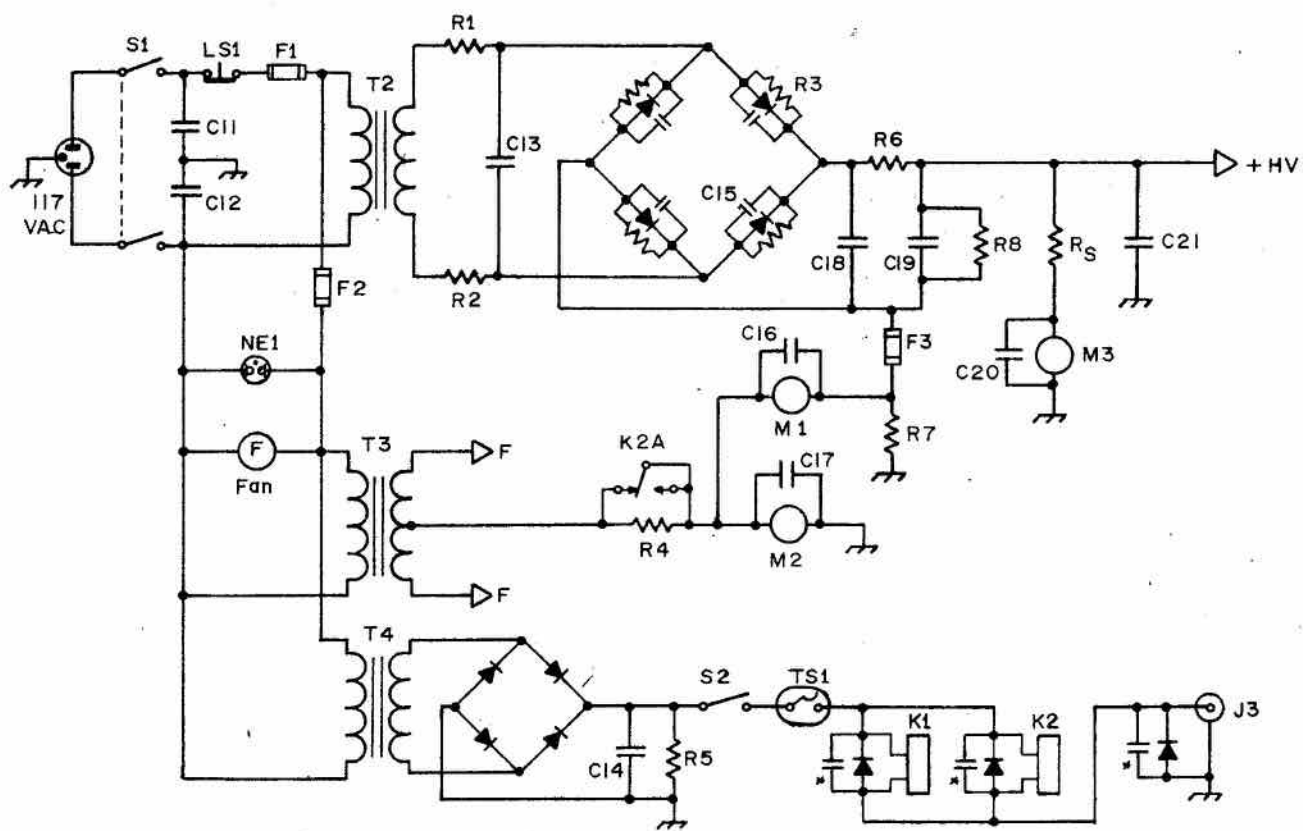 S1
LS1
F1
T2
R1
C11
C12
117
VAC
C13
R2
R3
C15
R6
+HV
C18
C19
R8
RS
C21
F2
NE1
C16
F3
C20
M3
M1
R7
F
Fan
T3
F
K2A
C17
R4
M2
F
T4
S2
TS1
C14
R5
K1
K2
J3
*
*
*